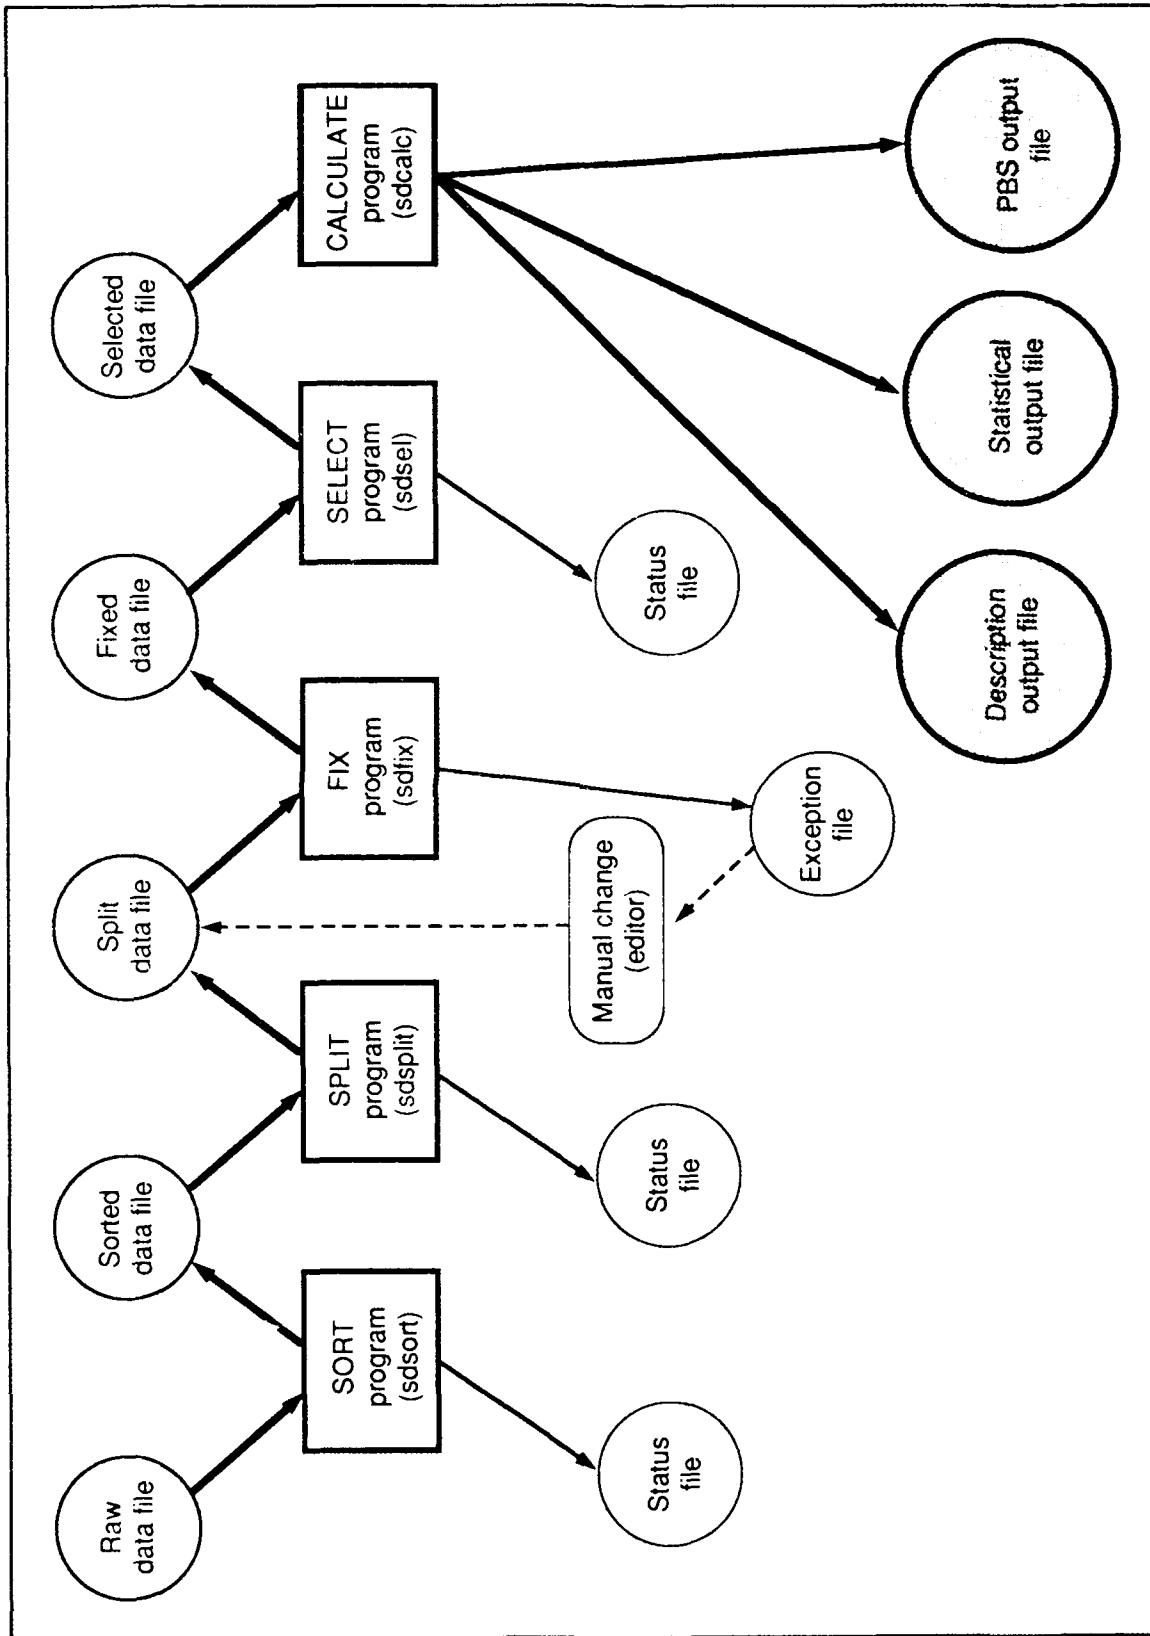 Raw
data file
Sorted
data file
Split
data file
Fixed
data file
Selected
data file
SORT
program
(sdsort)
SPLIT
program
(sdsplit)
FIX
program
(sdfix)
SELECT
program
(sdsel)
CALCULATE
program
(sdcalc)
Status
file
Status
file
Manual change
(editor)
Status
file
Exception
file
Description
output file
Statistical
output file
PBS output
file